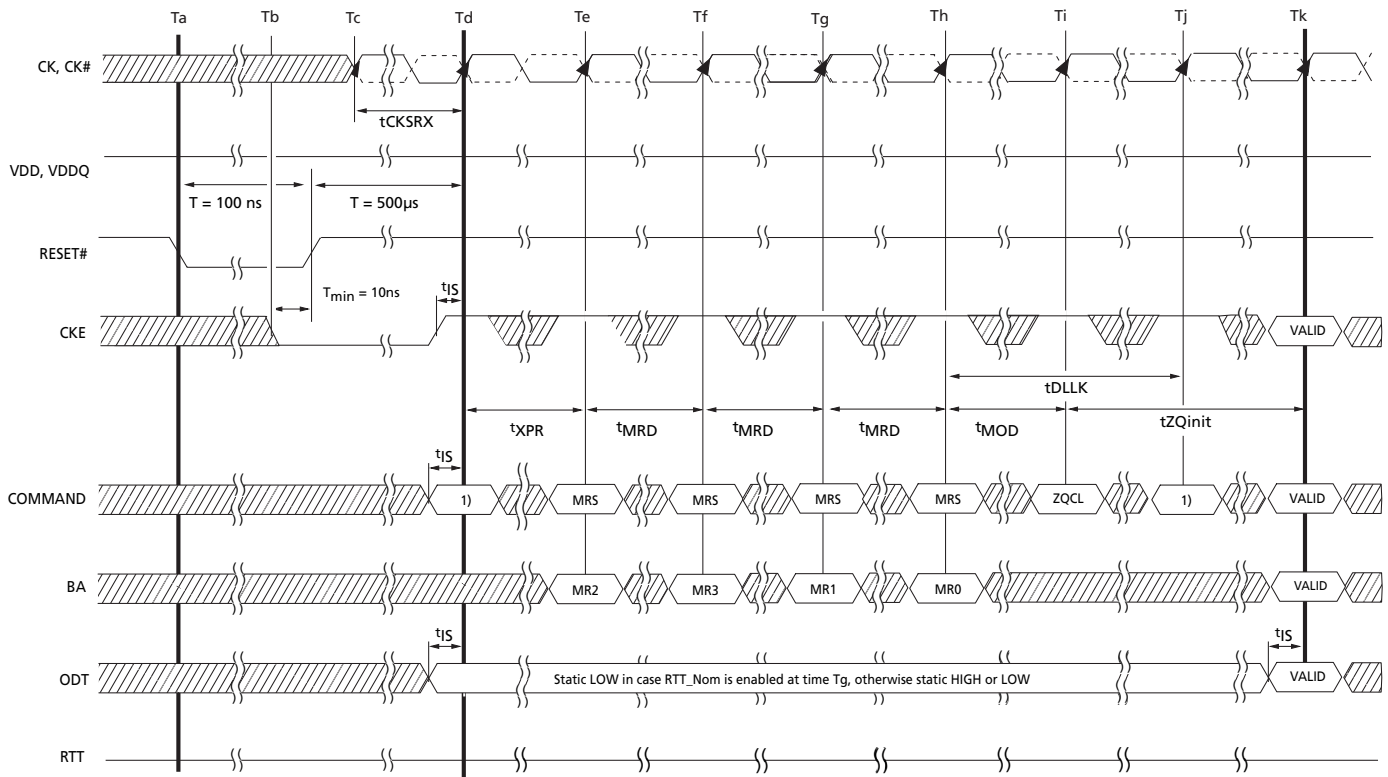 Ta Tb Tc Td Te Tf Tg Th Ti Tj Tk
CK, CK#
tCKSRX
VDD, VDDQ
T = 100 ns T = 500µs
RESET#
Tmin = 10ns tIS
CKE VALID
tDLLK
tXPR tMRD tMRD tMRD tMOD tZQinit
tIS
COMMAND 1) MRS MRS MRS MRS ZQCL 1) VALID
BA MR2 MR3 MR1 MR0 VALID
tIS tIS
ODT Static LOW in case RTT_Nom is enabled at time Tg, otherwise static HIGH or LOW VALID
RTT